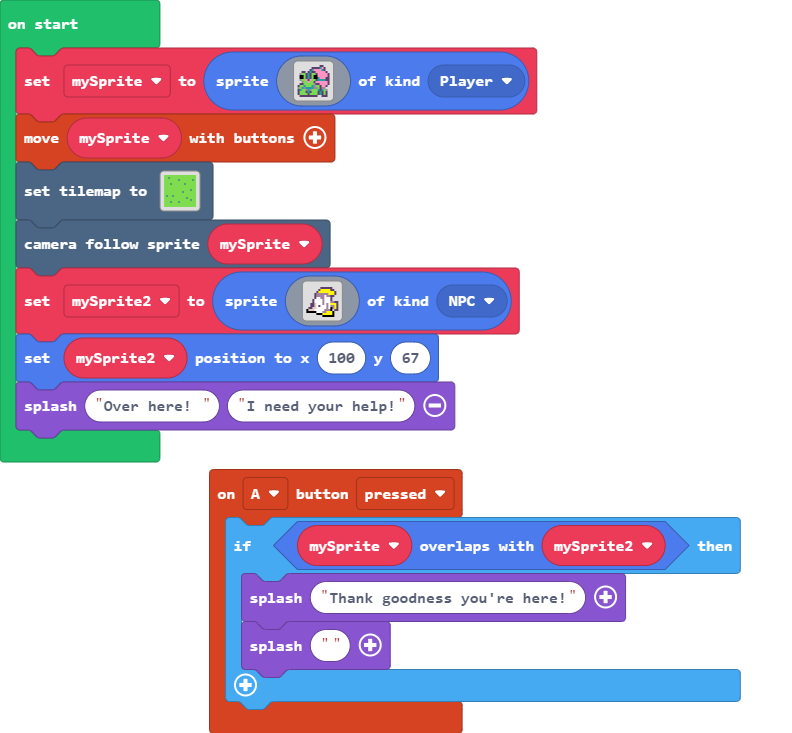 on start
set mySprite to sprite of kind Player
move mySprite with buttons
set tilemap to
camera follow sprite mySprite
set mySprite2 to sprite of kind NPC
set mySprite2 position to x 100 y 67
splash "Over here! " "I need your help!"
on A button pressed
if mySprite overlaps with mySprite2 then
splash "Thank goodness you're here!"
splash " "